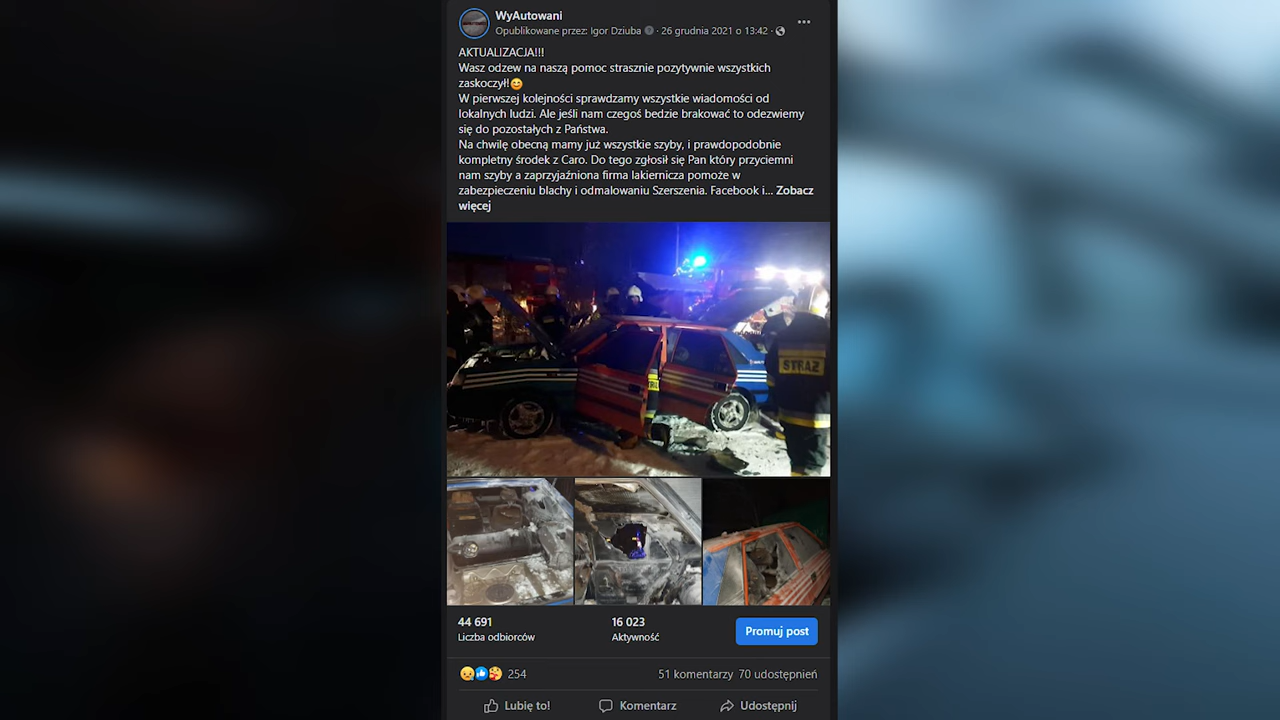 WyAutowani
Opublikowane przez: Igor Dziuba · 26 grudnia 2021 o 13:42 ·
AKTUALIZACJA!!!
Wasz odzew na naszą pomoc strasznie pozytywnie wszystkich
zaskoczył!😊
W pierwszej kolejności sprawdzamy wszystkie wiadomości od
lokalnych ludzi. Ale jeśli nam czegoś bedzie brakować to odezwiemy
się do pozostałych z Państwa.
Na chwilę obecną mamy już wszystkie szyby, i prawdopodobnie
kompletny środek z Caro. Do tego zgłosił się Pan który przyciemni
nam szyby a zaprzyjaźniona firma lakiernicza pomoże w
zabezpieczeniu blachy i odmalowaniu Szerszenia. Facebook i... Zobacz
więcej
STRAŻ
44 691
Liczba odbiorców
16 023
Aktywność
Promuj post
254
51 komentarzy 70 udostępnień
Lubię to!
Komentarz
Udostępnij